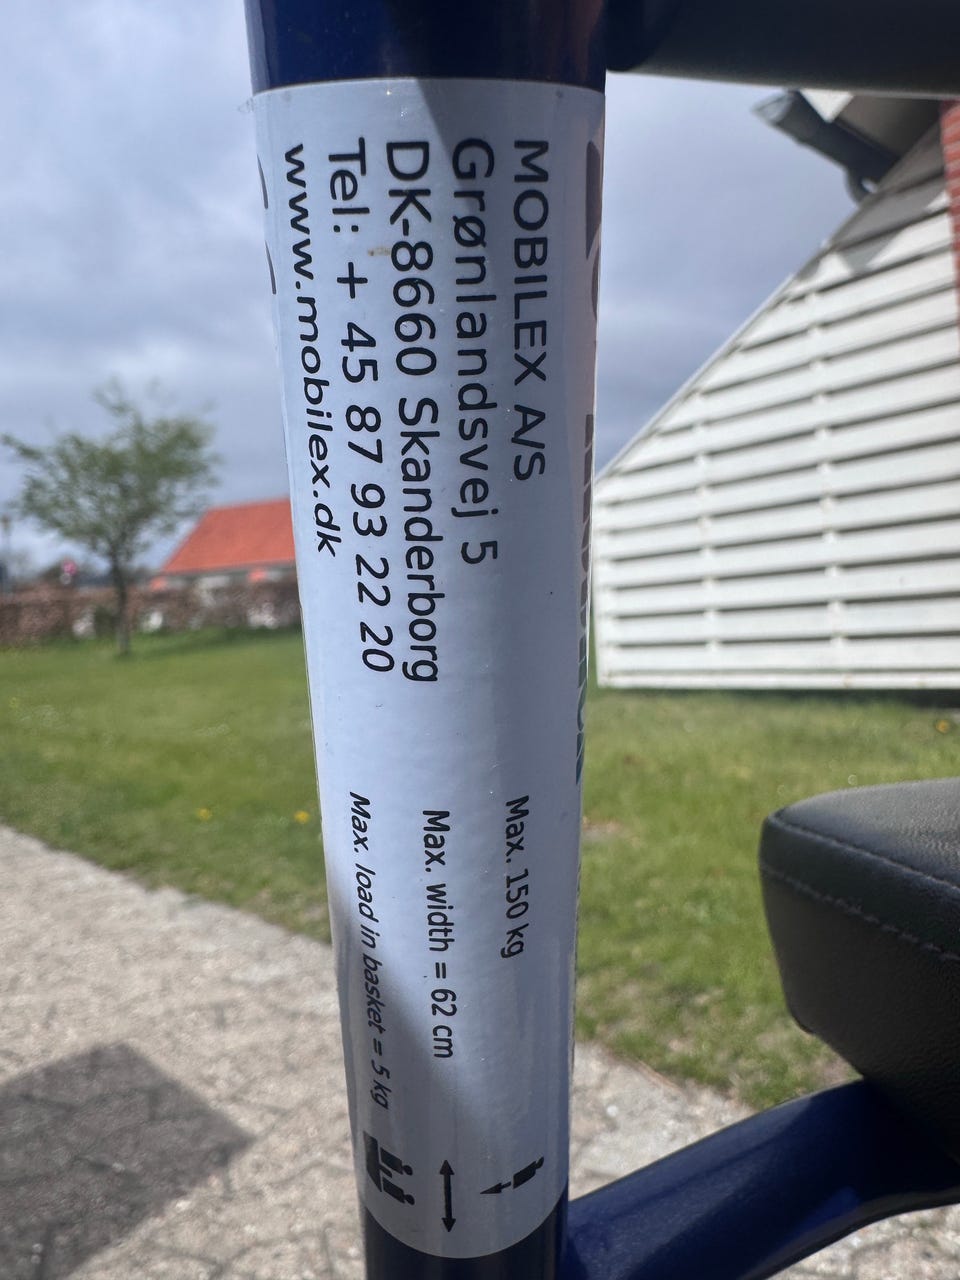 MOBILEX A/S
Grønlandsvej 5
DK-8660 Skanderborg
Tel: + 45 87 93 22 20
www.mobilex.dk
Max. 150 kg
Max. width = 62 cm
Max. load in basket = 5 kg